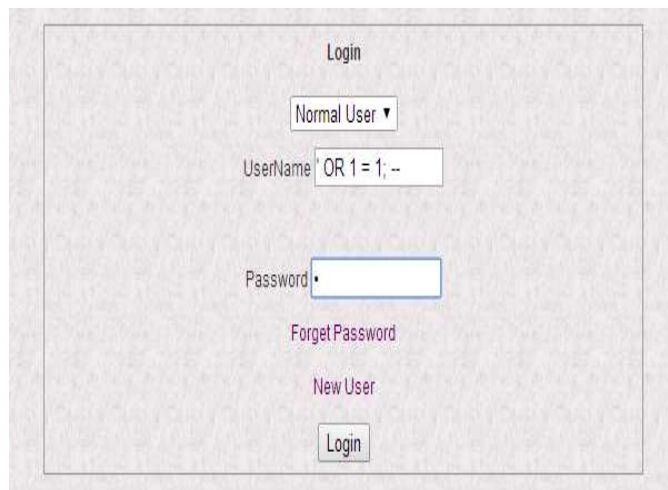 Login
Normal User
UserName ' OR 1 = 1; --
Password •
Forget Password
New User
Login